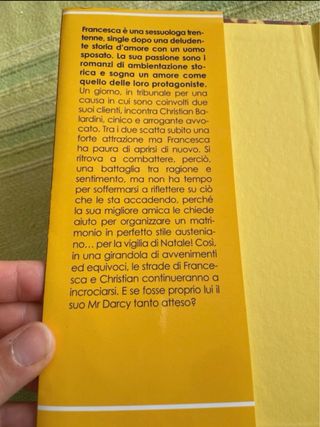 Francesca è una sessuologa tren-
tenne, single dopo una deluden-
te storia d'amore con un uomo
sposato. La sua passione sono i
romanzi di ambientazione sto-
rica e sogna un amore come
quello delle loro protagoniste.
Un giorno, in tribunale per una
causa in cui sono coinvolti due
suoi clienti, incontra Christian Ba-
lardini, cinico e arrogante avvo-
cato. Tra i due scatta subito una
forte attrazione ma Francesca
ha paura di aprirsi di nuovo. Si
ritrova a combattere, perciò,
una battaglia tra ragione e
sentimento, ma non ha tempo
per soffermarsi a riflettere su ciò
che le sta accadendo, perché
la sua migliore amica le chiede
aiuto per organizzare un matri-
monio in perfetto stile austenia-
no... per la vigilia di Natale! Così,
in una girandola di avvenimenti
ed equivoci, le strade di France-
sca e Christian continueranno a
incrociarsi. E se fosse proprio lui il
suo Mr Darcy tanto atteso?